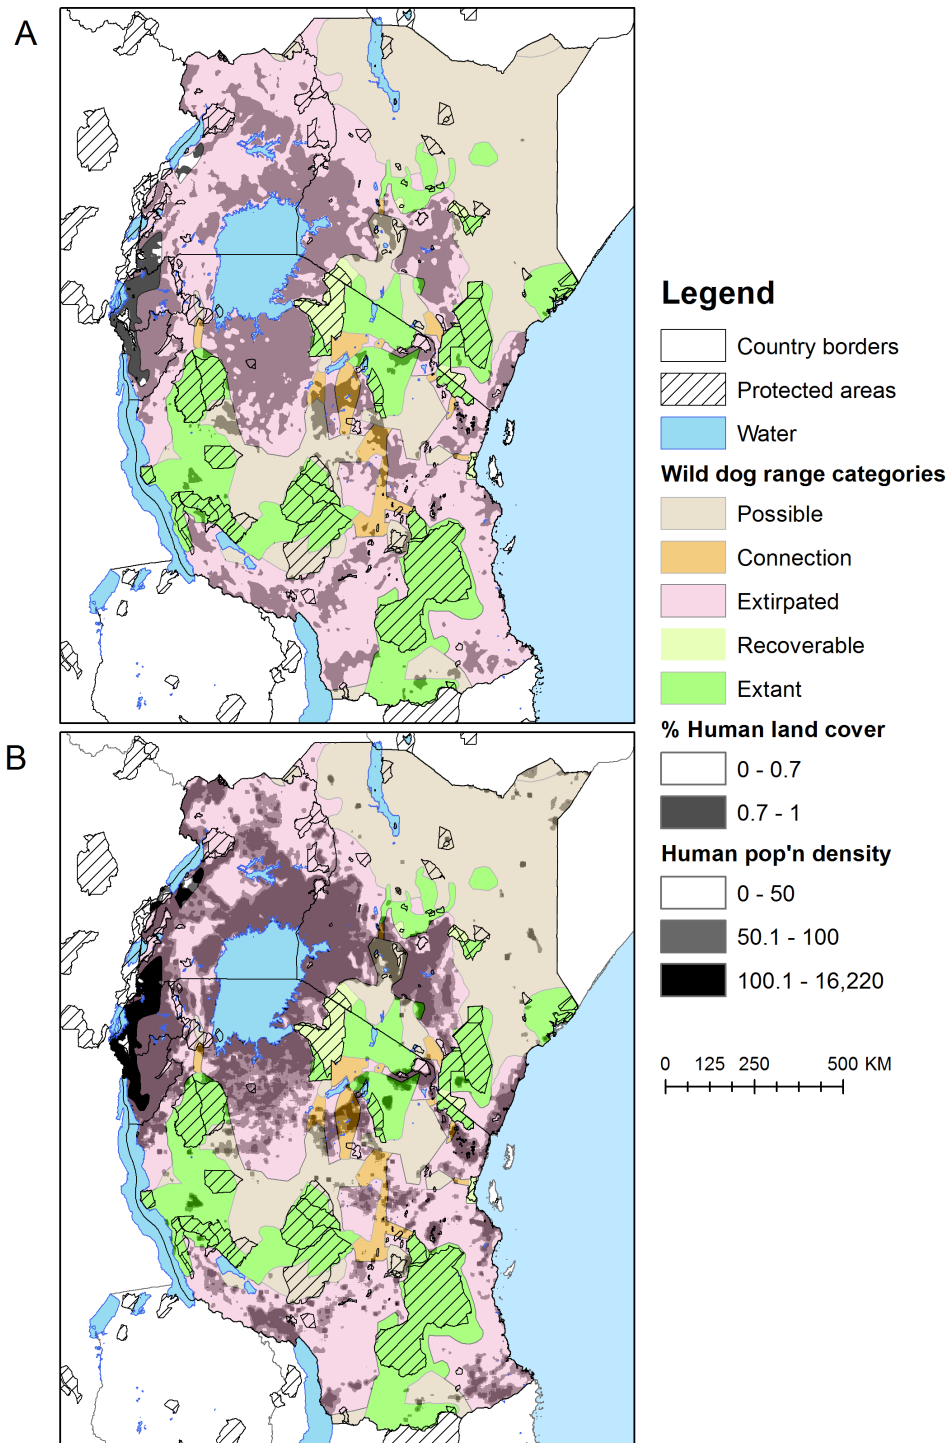 A
Legend
Country borders
Protected areas
Water
Wild dog range categories
Possible
Connection
Extirpated
Recoverable
Extant
% Human land cover
0 - 0.7
0.7 - 1
B
Human pop'n density
0 - 50
50.1 - 100
100.1 - 16,220
0 125 250 500 KM